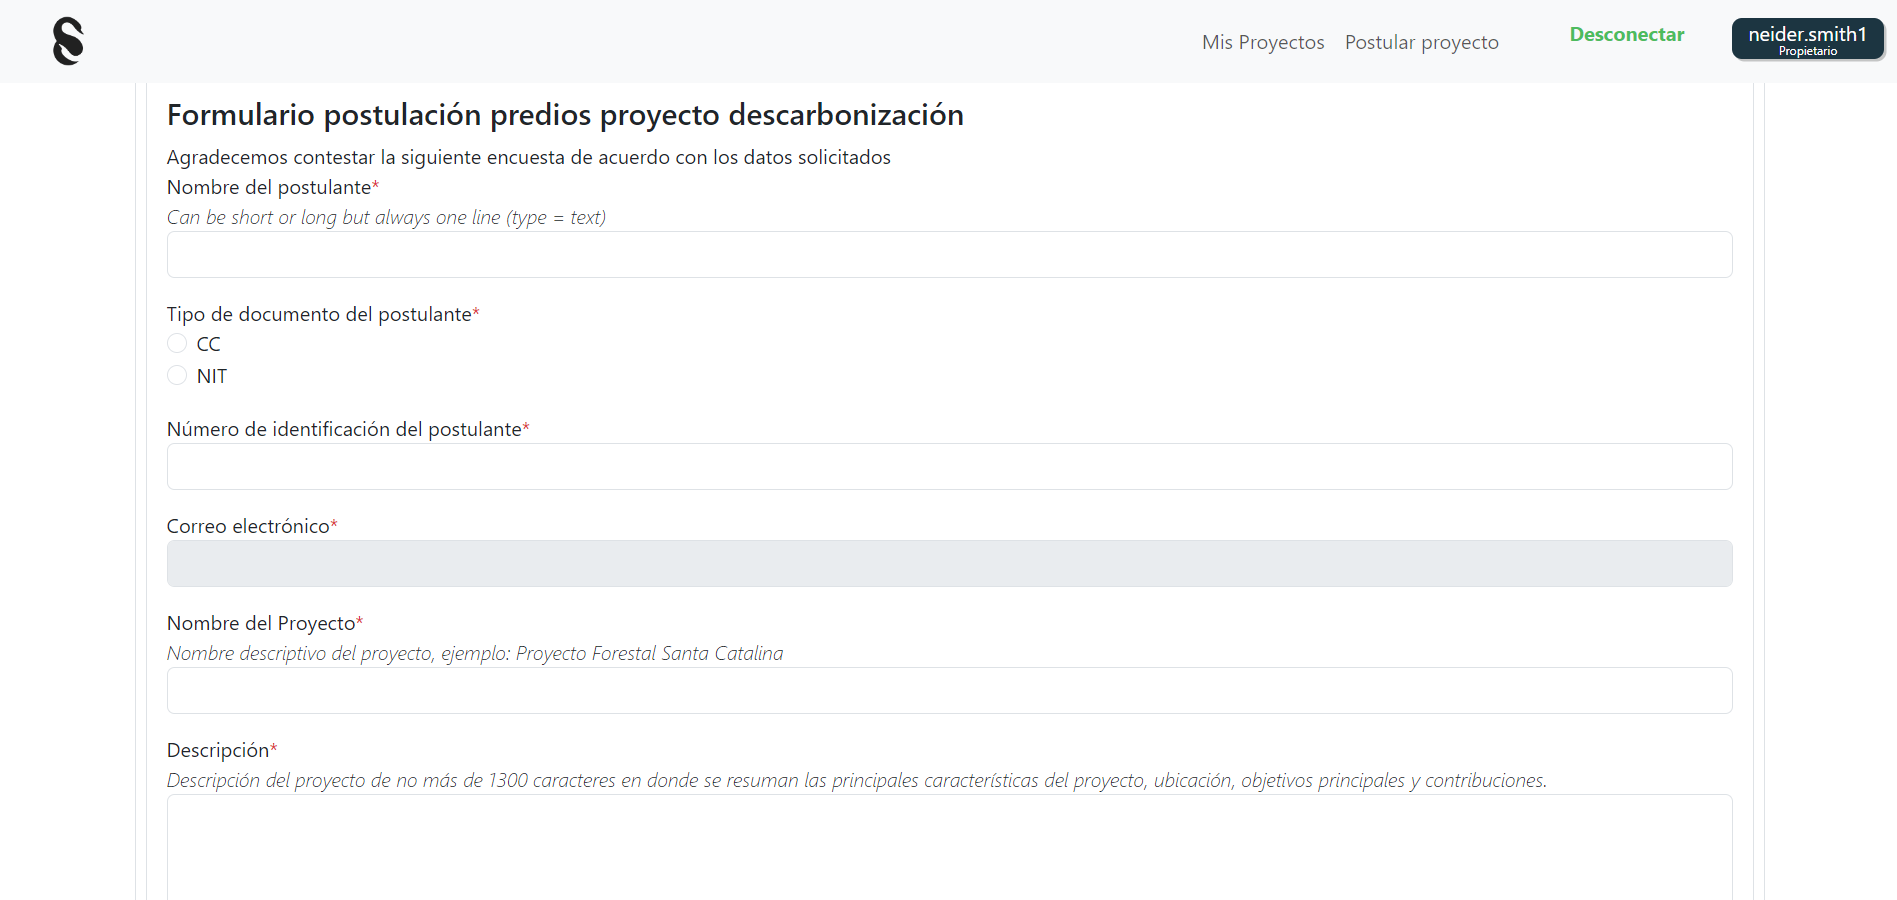 Mis Proyectos
Postular proyecto
Desconectar
neider.smith1
Propietario
Formulario postulación predios proyecto descarbonización
Agradecemos contestar la siguiente encuesta de acuerdo con los datos solicitados
Nombre del postulante*
Can be short or long but always one line (type = text)
Tipo de documento del postulante*
CC
NIT
Número de identificación del postulante*
Correo electrónico*
Nombre del Proyecto*
Nombre descriptivo del proyecto, ejemplo: Proyecto Forestal Santa Catalina
Descripción*
Descripción del proyecto de no más de 1300 caracteres en donde se resuman las principales características del proyecto, ubicación, objetivos principales y contribuciones.